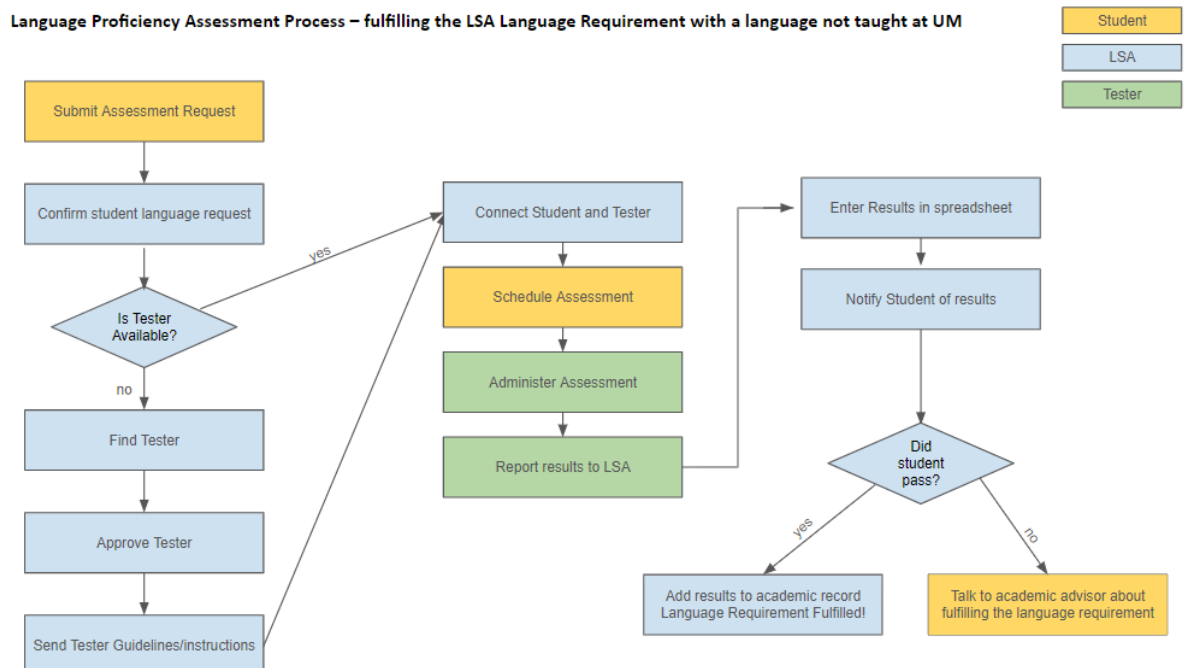 Language Proficiency Assessment Process – fulfilling the LSA Language Requirement with a language not taught at UM
Student
LSA
Tester
Submit Assessment Request
Confirm student language request
Is Tester
Available?
yes
no
Find Tester
Approve Tester
Send Tester Guidelines/instructions
Connect Student and Tester
Schedule Assessment
Administer Assessment
Report results to LSA
Enter Results in spreadsheet
Notify Student of results
Did
student
pass?
yes
no
Add results to academic record
Language Requirement Fulfilled!
Talk to academic advisor about
fulfilling the language requirement